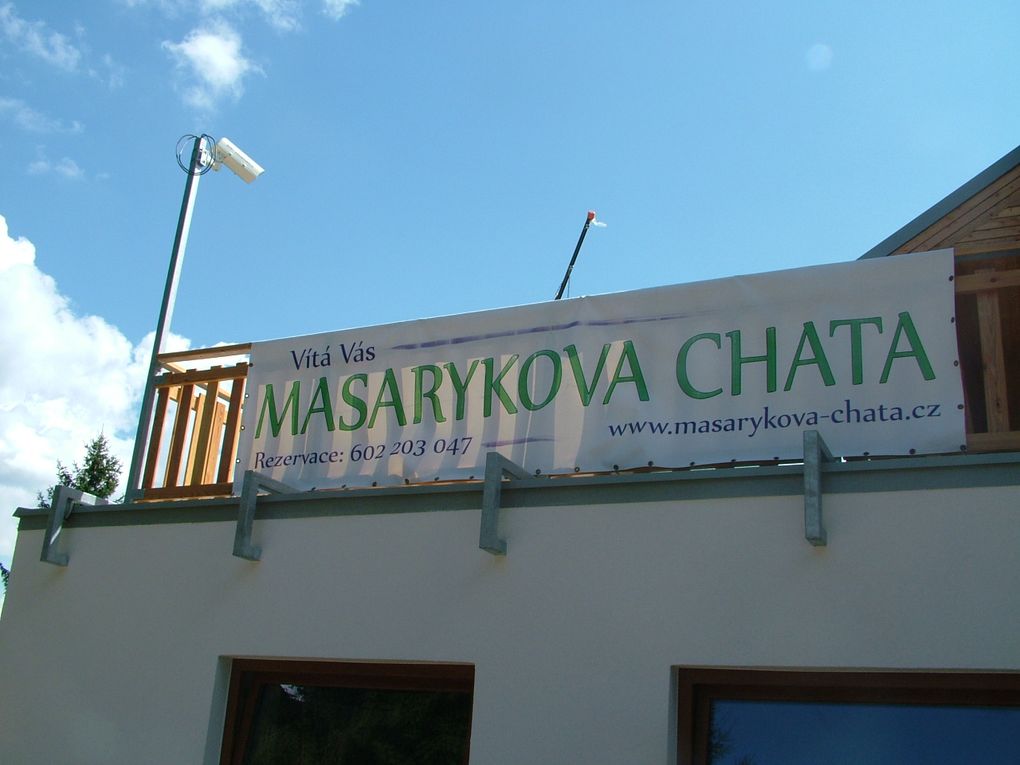 Vítá Vás
MASARYKOVA CHATA
Rezervace: 602 203 047
www.masarykova-chata.cz